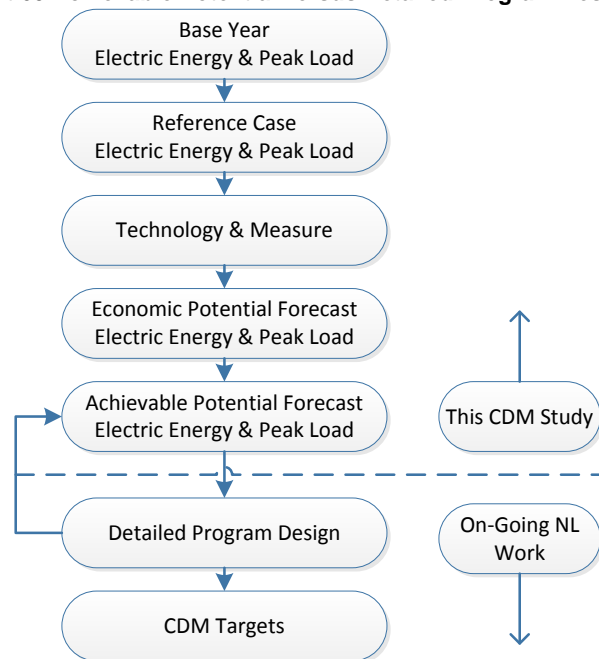 Base Year
Electric Energy & Peak Load
Reference Case
Electric Energy & Peak Load
Technology & Measure
Economic Potential Forecast
Electric Energy & Peak Load
Achievable Potential Forecast
Electric Energy & Peak Load
This CDM Study
Detailed Program Design
On-Going NL
Work
CDM Targets